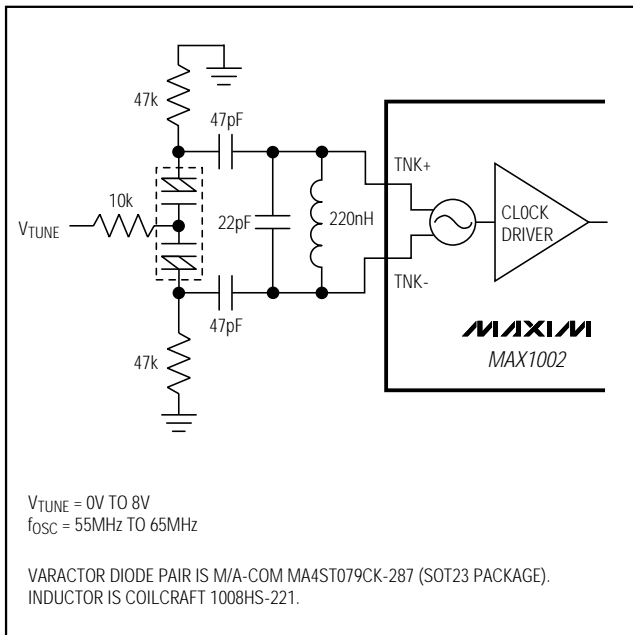 47k
47pF
TNK+
10k
VTUNE
22pF
220nH
CLOCK
DRIVER
TNK-
47pF
MAXIM
47k
MAX1002
VTUNE = 0V TO 8V
fOSC = 55MHz TO 65MHz
VARACTOR DIODE PAIR IS M/A-COM MA4ST079CK-287 (SOT23 PACKAGE).
INDUCTOR IS COILCRAFT 1008HS-221.